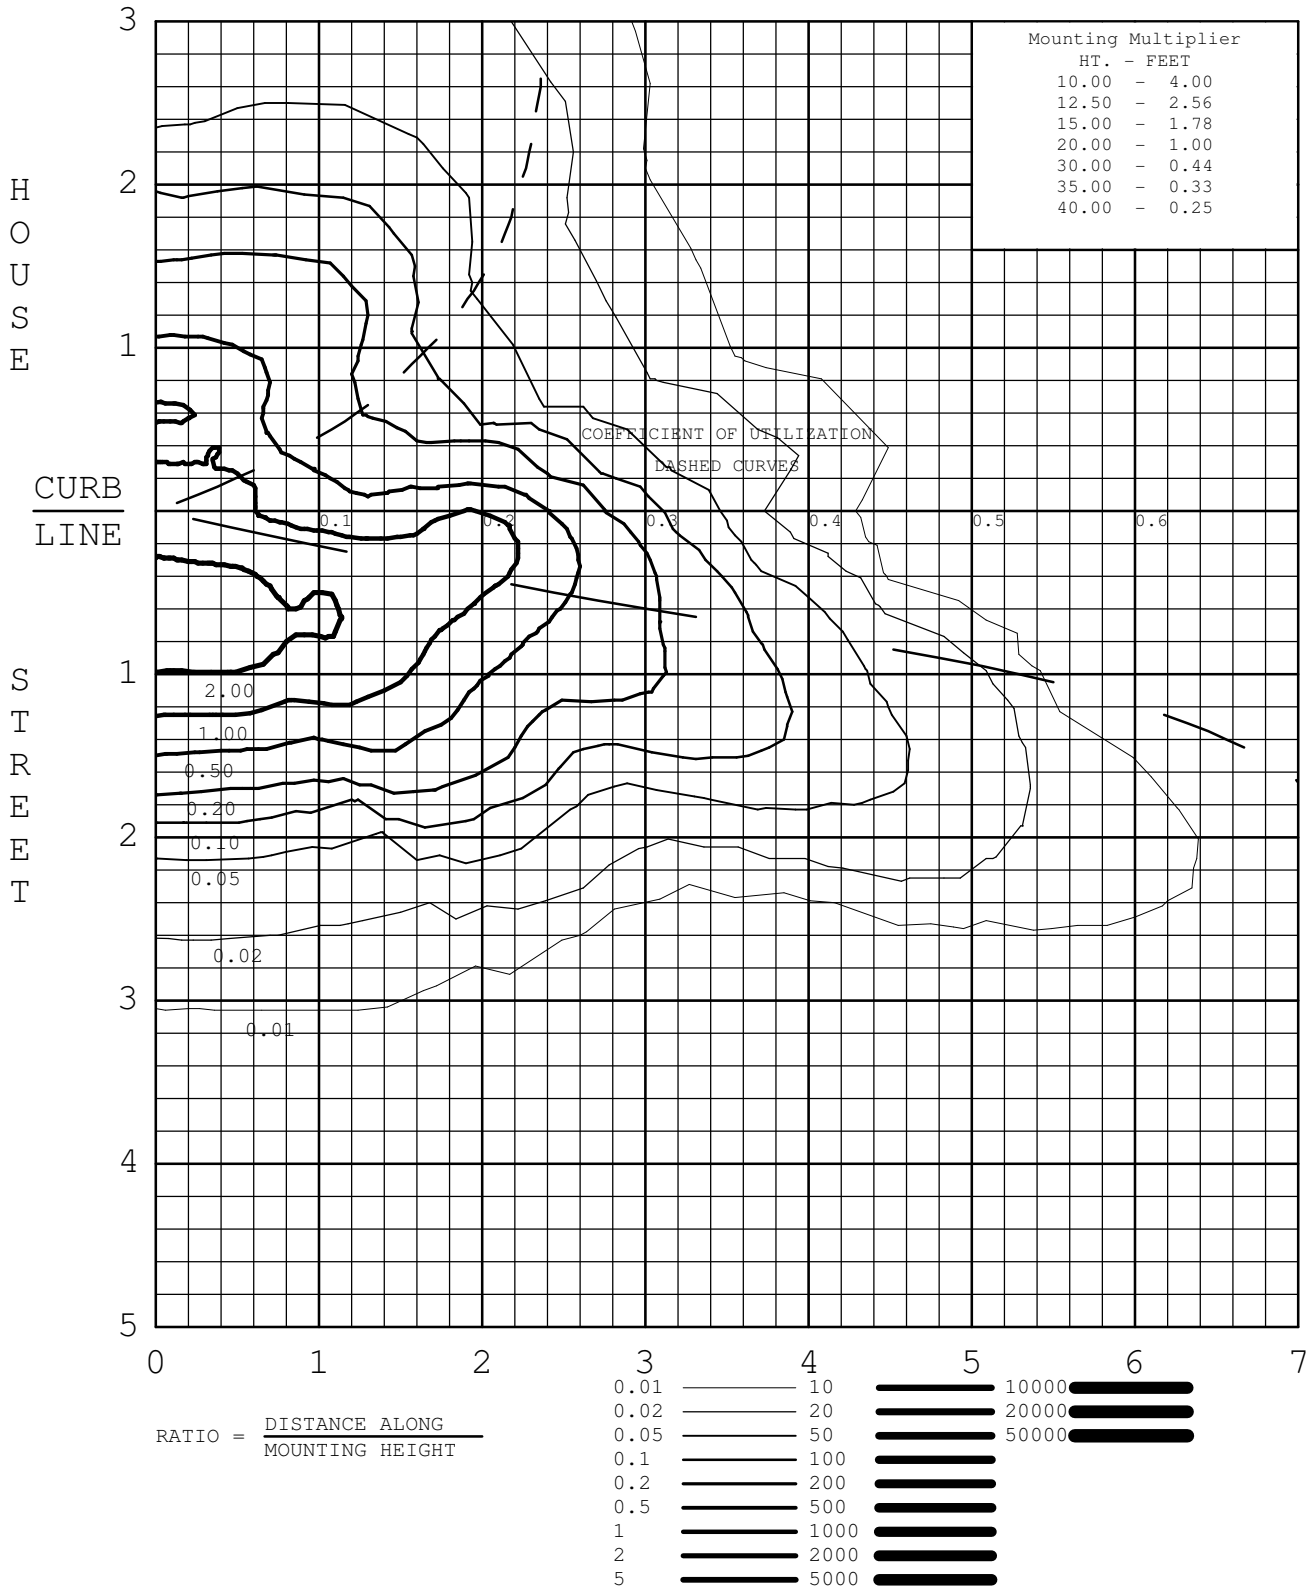 3
Mounting Multiplier
HT. - FEET
10.00 - 4.00
12.50 - 2.56
15.00 - 1.78
20.00 - 1.00
30.00 - 0.44
35.00 - 0.33
40.00 - 0.25
HOUSE
2
1
COEFFICIENT OF UTILIZATION
DASHED CURVES
CURB
LINE
0.1 0.2 0.3 0.4 0.5 0.6
STREET
1
2.00
1.00
0.50
0.20
0.10
0.05
2
0.02
3
0.01
4
5
0 1 2 3 4 5 6 7
RATIO = DISTANCE ALONG
MOUNTING HEIGHT
0.01 10 10000
0.02 20 20000
0.05 50 50000
0.1 100
0.2 200
0.5 500
1 1000
2 2000
5 5000